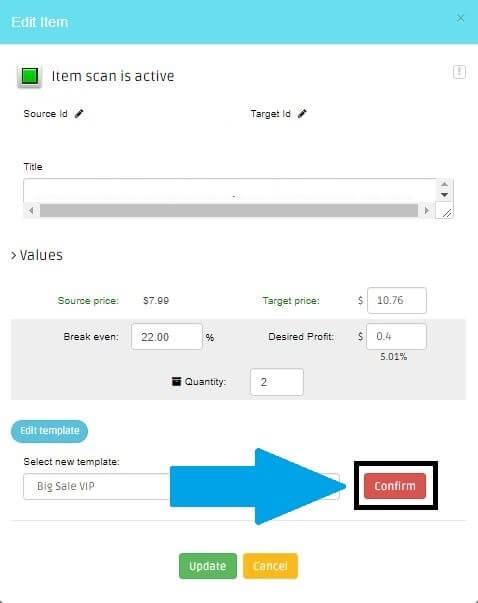 Edit Item
×
Item scan is active
!
Source Id
Target Id
Title
.
> Values
Source price: $7.99 Target price: $ 10.76
Break even: 22.00 % Desired Profit: $ 0.4
5.01%
Quantity: 2
Edit template
Select new template:
Big Sale VIP Confirm
Update Cancel